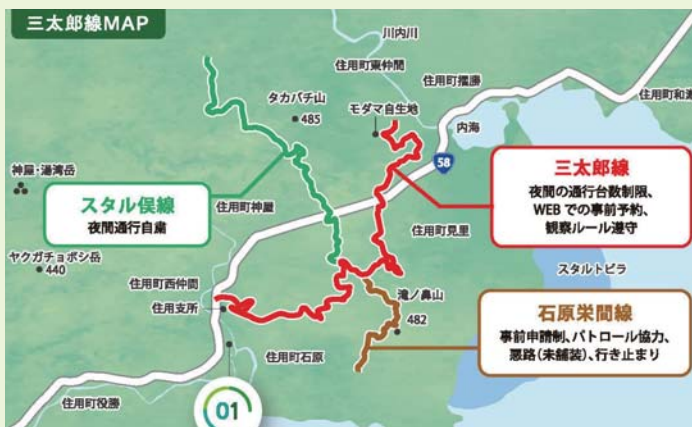 三太郎線MAP
川内川
住用町東仲間
タカバチ山
485
モダマ自生地
住用町摺勝
住用町和瀬
内海
58
神屋・湯湾岳
スタル俣線
夜間通行自粛
住用町神屋
三太郎線
夜間の通行台数制限、
WEBでの事前予約、
観察ルール遵守
住用町見里
ヤクガチョボシ岳
440
スタルトビラ
住用町西仲間
住用支所
滝ノ鼻山
482
石原栄間線
事前申請制、パトロール協力、
悪路(未舗装)、行き止まり
住用町石原
住用町役勝
01